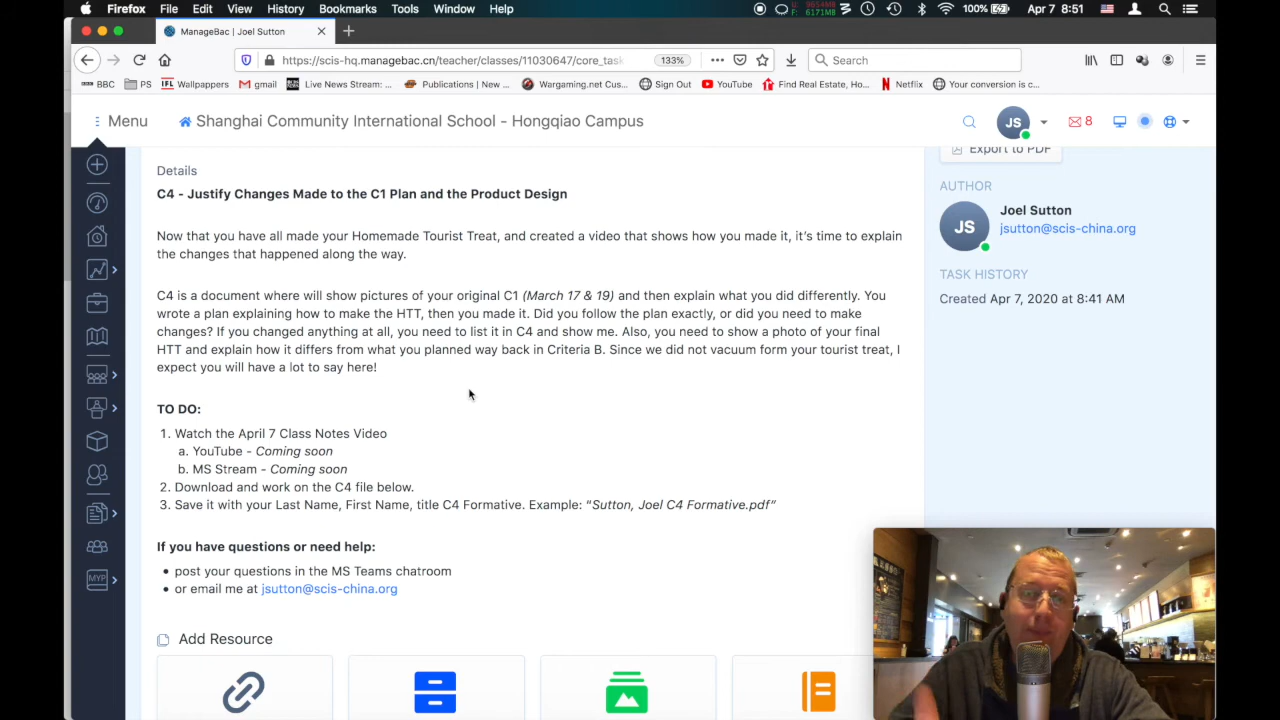 Firefox File Edit View History Bookmarks Tools Window Help 100% Apr 7 8:51
ManageBac | Joel Sutton
https://scis-hq.managebac.cn/teacher/classes/11030647/core_task 133% Search
BBC PS Wallpappers gmail Live News Stream: ... Publications | New ... Wargaming.net Cus... Sign Out YouTube Find Real Estate, Ho... Netflix Your conversion is c...
Menu Shanghai Community International School - Hongqiao Campus JS 8
Export to PDF
Details
C4 - Justify Changes Made to the C1 Plan and the Product Design
Now that you have all made your Homemade Tourist Treat, and created a video that shows how you made it, it's time to explain
the changes that happened along the way.
C4 is a document where will show pictures of your original C1 (March 17 & 19) and then explain what you did differently. You
wrote a plan explaining how to make the HTT, then you made it. Did you follow the plan exactly, or did you need to make
changes? If you changed anything at all, you need to list it in C4 and show me. Also, you need to show a photo of your final
HTT and explain how it differs from what you planned way back in Criteria B. Since we did not vacuum form your tourist treat, I
expect you will have a lot to say here!
TO DO:
1. Watch the April 7 Class Notes Video
a. YouTube - Coming soon
b. MS Stream - Coming soon
2. Download and work on the C4 file below.
3. Save it with your Last Name, First Name, title C4 Formative. Example: “Sutton, Joel C4 Formative.pdf”
If you have questions or need help:
• post your questions in the MS Teams chatroom
• or email me at jsutton@scis-china.org
Add Resource
AUTHOR
JS
Joel Sutton
jsutton@scis-china.org
TASK HISTORY
Created Apr 7, 2020 at 8:41 AM
MYP